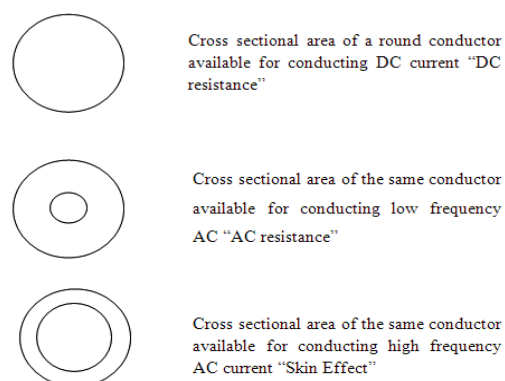 Cross sectional area of a round conductor
available for conducting DC current “DC
resistance”
Cross sectional area of the same conductor
available for conducting low frequency
AC “AC resistance”
Cross sectional area of the same conductor
available for conducting high frequency
AC current “Skin Effect”